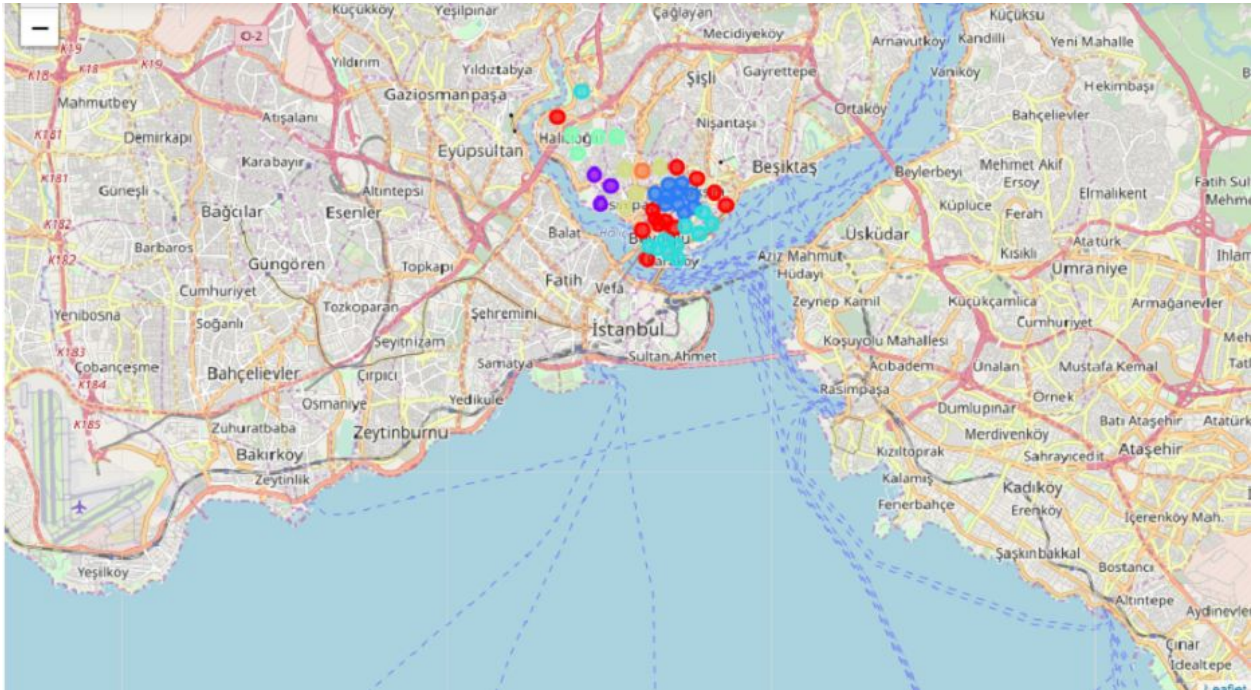 −
Küçükköy
Yeşilpınar
Çağlayan
Küçüksu
K19
O-2
Mecidiyeköy
Arnavutköy
Kandilli
Yeni Mahalle
K19
K18
K18
Yıldırım
Yıldıztabya
Şişli
Gayrettepe
Vaniköy
Hekimbaşı
Mahmutbey
Gaziosmanpaşa
Ortaköy
Atışalanı
Nişantaşı
Bahçelievler
K181
Demirkapı
Halıcıoğlu
Karabayır
Eyüpsultan
Beşiktaş
Mehmet Akif
Ersoy
Beylerbeyi
Güneşli
Altıntepsi
Elmalıkent
Fatih Sul
Mehme
Bağcılar
Esenler
Küplüce
Ferah
K182
Barbaros
Balat
Üsküdar
Kısıklı
Atatürk
K182
Güngören
Topkapı
Aziz Mahmut
Hüdayi
Ümraniye
Ihlam
Fatih
Vefa
Cumhuriyet
Tozkoparan
Zeynep Kamil
Küçükçamlıca
Armağanevler
Yenibosna
Soğanlı
Şehremini
İstanbul
Cumhuriyet
Seyitnizam
Koşuyolu Mahallesi
Meh
K183
Çobançeşme
Samatya
Sultan Ahmet
Acıbadem
Ünalan
Mustafa Kemal
Tatl
Bahçelievler
Çırpıcı
K184
Rasimpaşa
Örnek
Osmaniye
Yedikule
Dumlupınar
Batı Ataşehir
Atatürk
K185
Zuhuratbaba
Zeytinburnu
Merdivenköy
Bakırköy
Kızıltoprak
Sahrayıcedit
Ataşehir
Zeytinlik
Kalamış
Kadıköy
Fenerbahçe
Erenköy
İçerenköy Mah.
Şaşkınbakkal
Yeşilköy
Bostancı
Altıntepe
Aydınevler
Çınar
İdealtepe
Leaflet